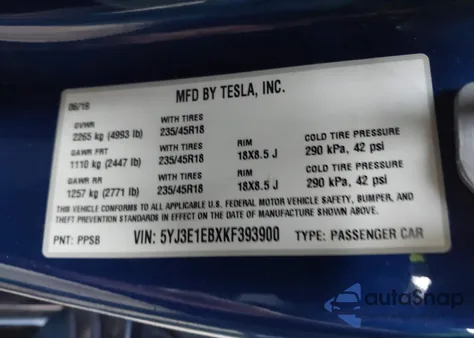 MFD BY TESLA, INC.
06/19
GVWR WITH TIRES
2265 kg (4993 lb) 235/45R18
GAWR FRT WITH TIRES RIM COLD TIRE PRESSURE
1110 kg (2447 lb) 235/45R18 18X8.5 J 290 kPa, 42 psi
GAWR RR WITH TIRES RIM COLD TIRE PRESSURE
1257 kg (2771 lb) 235/45R18 18X8.5 J 290 kPa, 42 psi
THIS VEHICLE CONFORMS TO ALL APPLICABLE U.S. FEDERAL MOTOR VEHICLE SAFETY, BUMPER, AND
THEFT PREVENTION STANDARDS IN EFFECT ON THE DATE OF MANUFACTURE SHOWN ABOVE.
PNT: PPSB VIN: 5YJ3E1EBXKF393900 TYPE: PASSENGER CAR
autoSnap